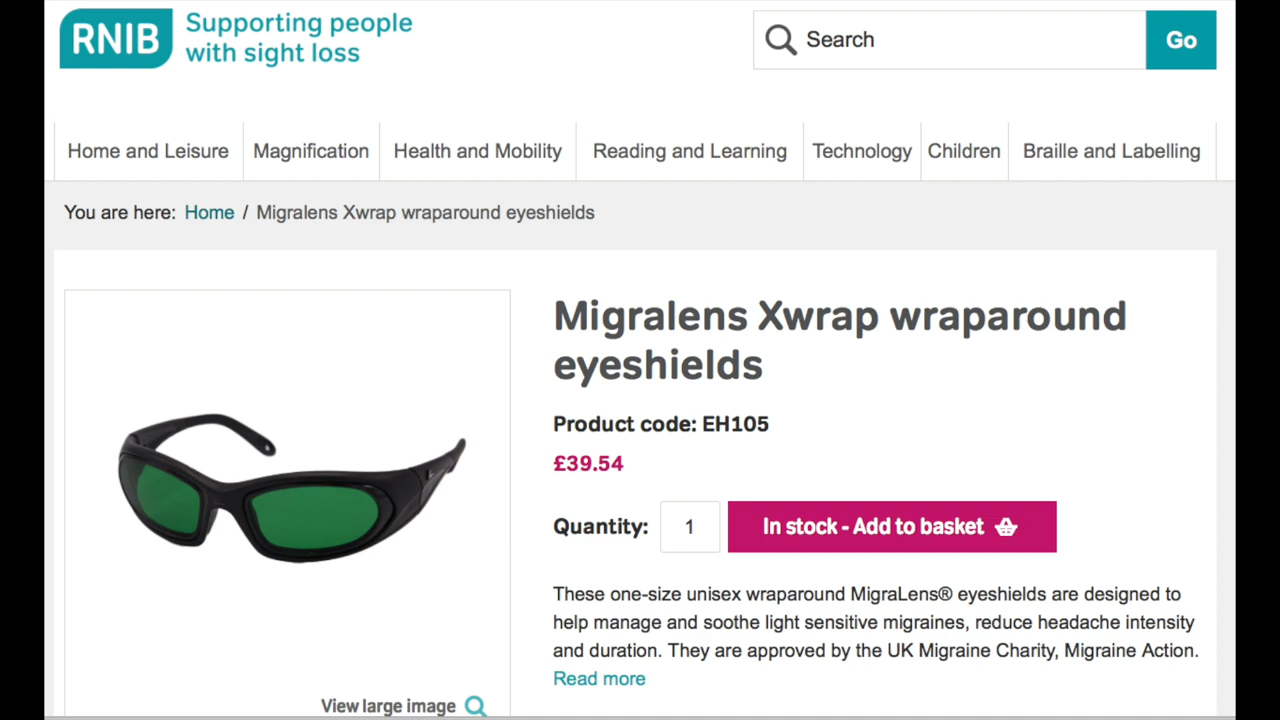 RNIB
Supporting people
with sight loss
Search
Go
Home and Leisure
Magnification
Health and Mobility
Reading and Learning
Technology
Children
Braille and Labelling
You are here: Home / Migralens Xwrap wraparound eyeshields
Migralens Xwrap wraparound
eyeshields
Product code: EH105
£39.54
Quantity: 1
In stock - Add to basket
These one-size unisex wraparound MigraLens® eyeshields are designed to
help manage and soothe light sensitive migraines, reduce headache intensity
and duration. They are approved by the UK Migraine Charity, Migraine Action.
Read more
View large image